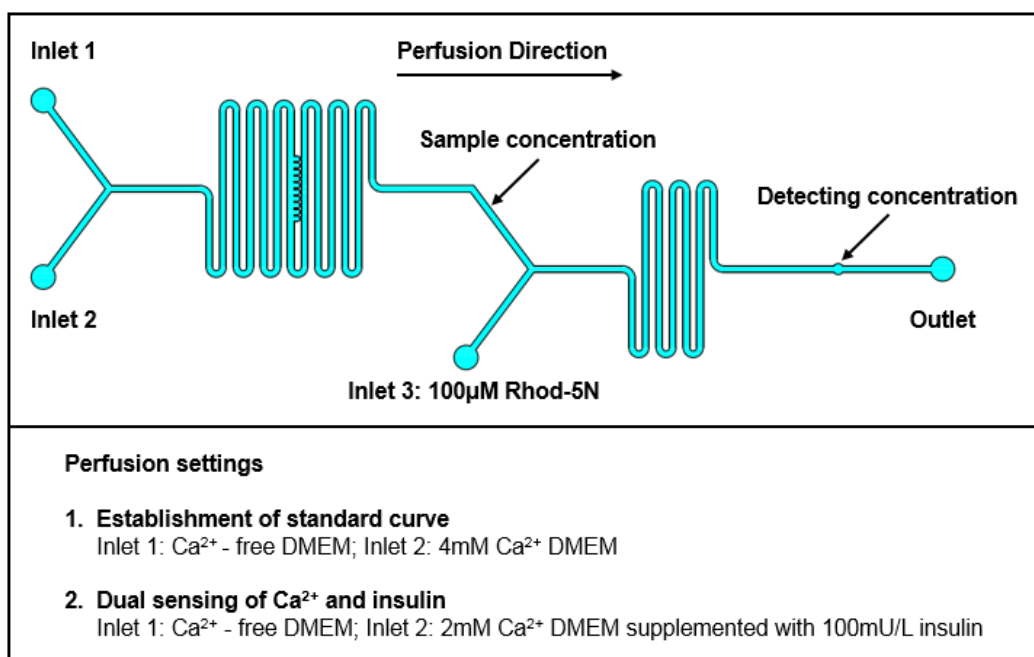 Inlet 1
Perfusion Direction
Sample concentration
Detecting concentration
Inlet 2
Outlet
Inlet 3: 100μM Rhod-5N
Perfusion settings
1. Establishment of standard curve
Inlet 1: Ca²⁺ - free DMEM; Inlet 2: 4mM Ca²⁺ DMEM
2. Dual sensing of Ca²⁺ and insulin
Inlet 1: Ca²⁺ - free DMEM; Inlet 2: 2mM Ca²⁺ DMEM supplemented with 100mU/L insulin